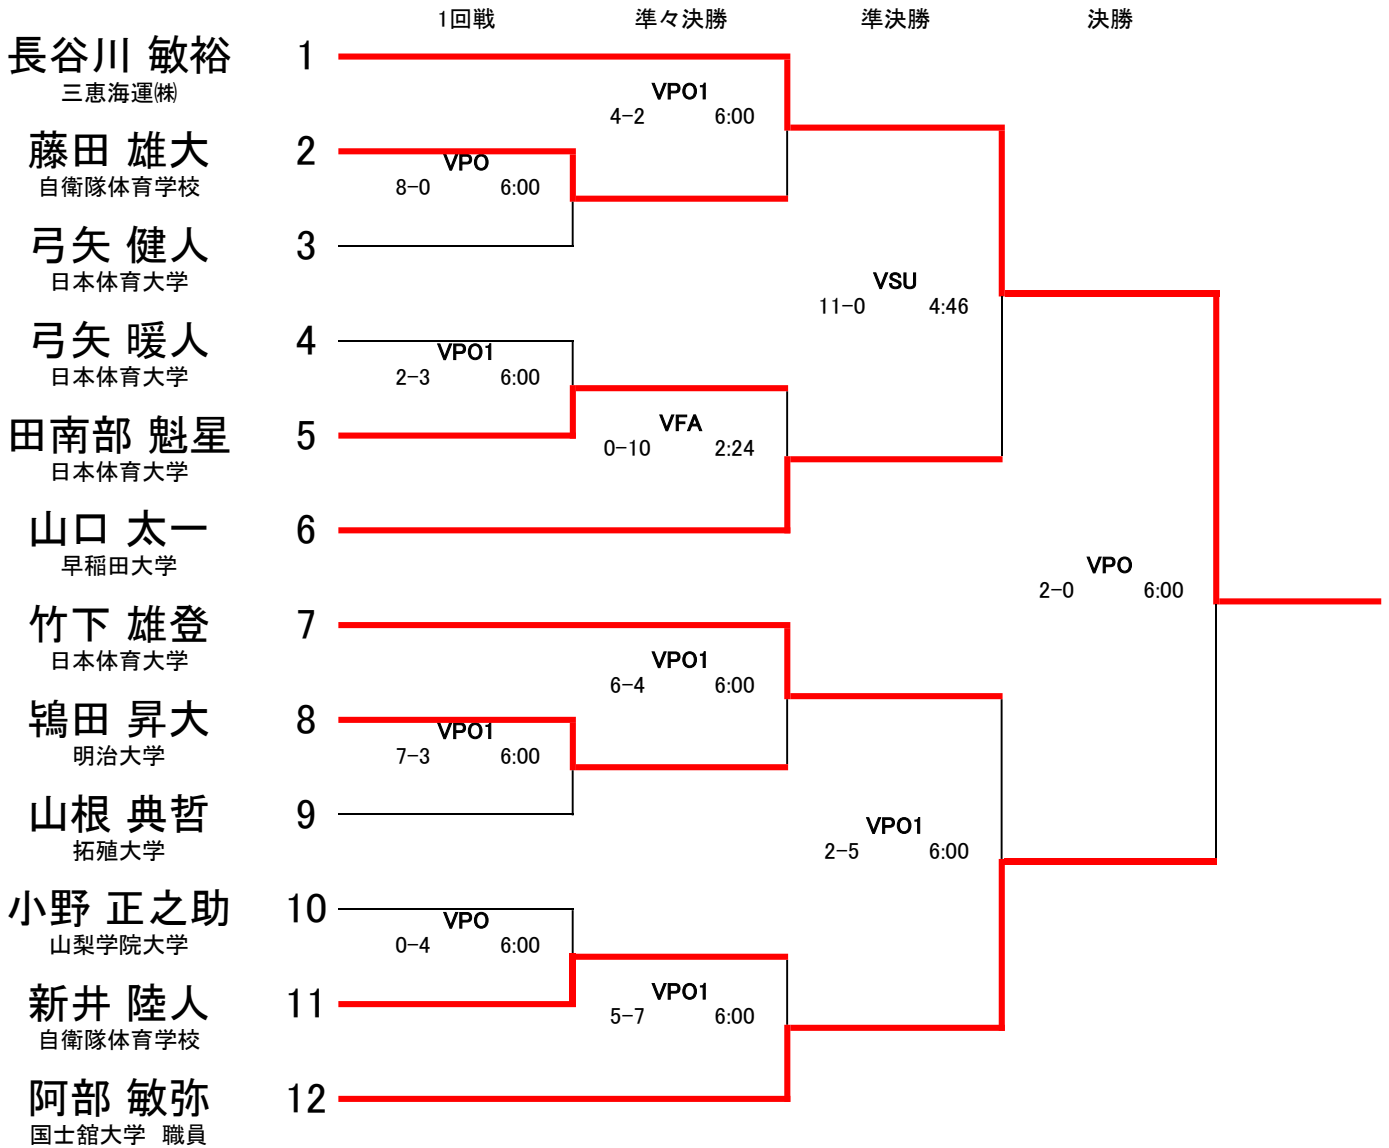 1回戦 準々決勝 準決勝 決勝
長谷川 敏裕 1
三恵海運㈱
VPO1
4-2 6:00
藤田 雄大 2
自衛隊体育学校
VPO
8-0 6:00
弓矢 健人 3
日本体育大学
VSU
11-0 4:46
弓矢 暖人 4
日本体育大学
VPO1
2-3 6:00
田南部 魁星 5
日本体育大学
VFA
0-10 2:24
山口 太一 6
早稲田大学
VPO
2-0 6:00
竹下 雄登 7
日本体育大学
VPO1
6-4 6:00
鴇田 昇大 8
明治大学
VPO1
7-3 6:00
山根 典哲 9
拓殖大学
VPO1
2-5 6:00
小野 正之助 10
山梨学院大学
VPO
0-4 6:00
新井 陸人 11
自衛隊体育学校
VPO1
5-7 6:00
阿部 敏弥 12
国士舘大学 職員